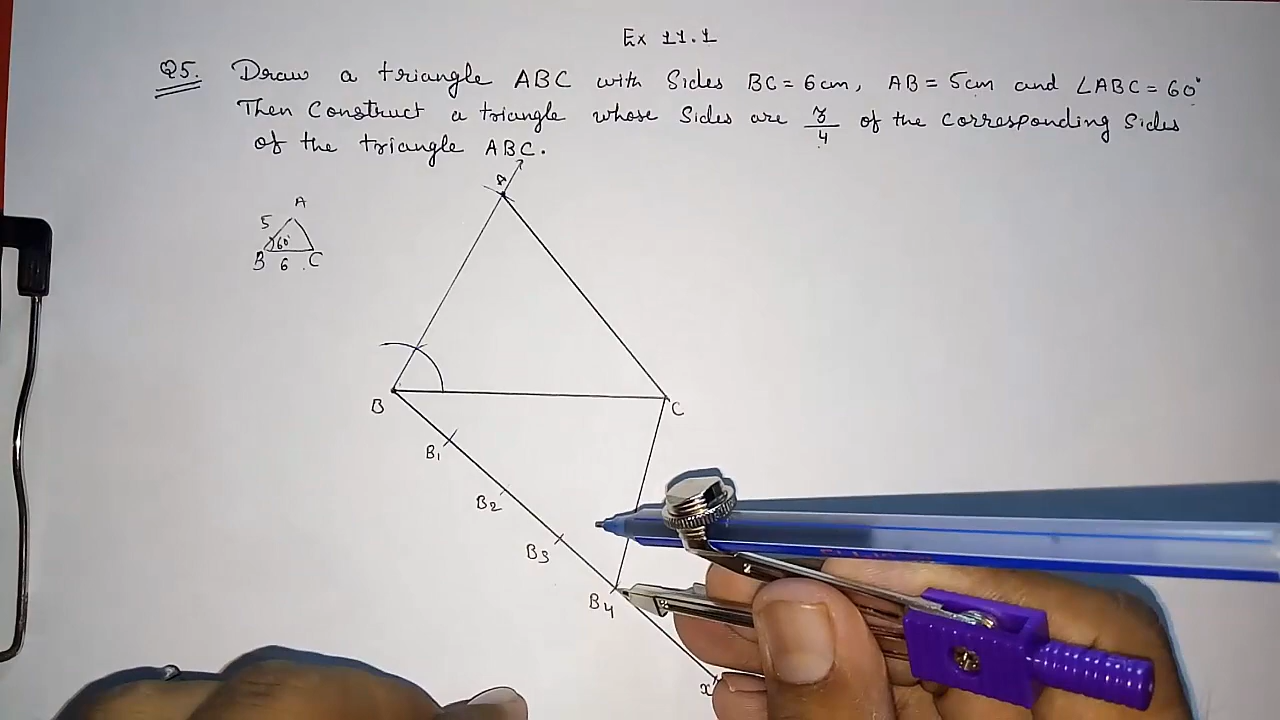 Ex 11.1
Q5. Draw a triangle ABC with Sides BC = 6cm, AB = 5cm and ∠ABC = 60°
Then Construct a triangle whose Sides are 3/4 of the corresponding Sides
of the triangle ABC.
A
A
5
60°
B 6 C
B
C
B1
B2
B3
B4
X